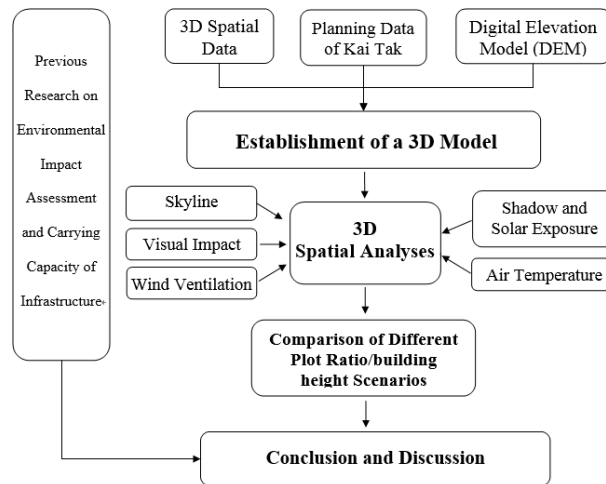 Previous
Research on
Environmental
Impact
Assessment
and Carrying
Capacity of
Infrastructure+
3D Spatial
Data
Planning Data
of Kai Tak
Digital Elevation
Model (DEM)
Establishment of a 3D Model
Skyline
Visual Impact
Wind Ventilation
3D
Spatial Analyses
Shadow and
Solar Exposure
Air Temperature
Comparison of Different
Plot Ratio/building
height Scenarios
Conclusion and Discussion